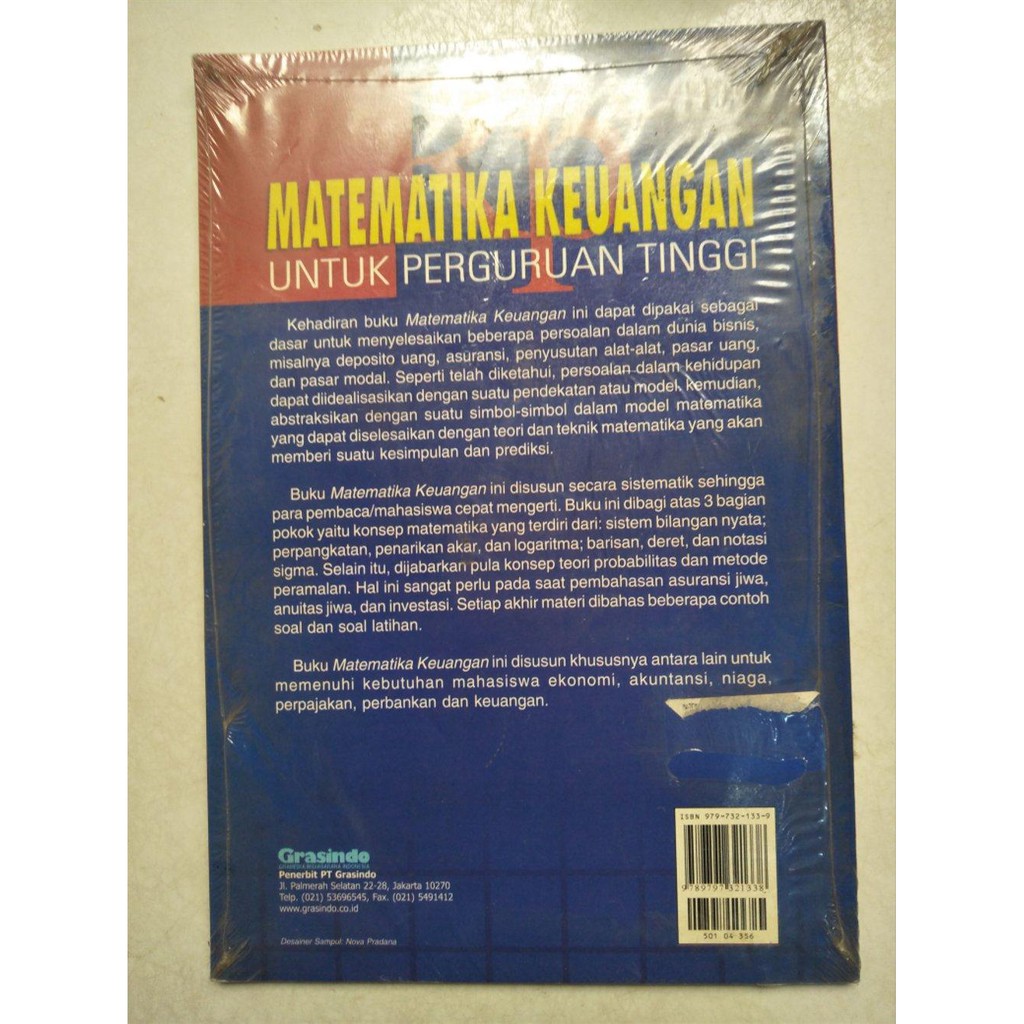 MATEMATIKA KEUANGAN
UNTUK PERGURUAN TINGGI
Kehadiran buku Matematika Keuangan ini dapat dipakai sebagai
dasar untuk menyelesaikan beberapa persoalan dalam dunia bisnis,
misalnya deposito uang, asuransi, penyusutan alat-alat, pasar uang,
dan pasar modal. Seperti telah diketahui, persoalan dalam kehidupan
dapat diidealisasikan dengan suatu pendekatan atau model, kemudian,
abstraksikan dengan suatu simbol-simbol dalam model matematika
yang dapat diselesaikan dengan teori dan teknik matematika yang akan
memberi suatu kesimpulan dan prediksi.
Buku Matematika Keuangan ini disusun secara sistematik sehingga
para pembaca/mahasiswa cepat mengerti. Buku ini dibagi atas 3 bagian
pokok yaitu konsep matematika yang terdiri dari: sistem bilangan nyata;
perpangkatan, penarikan akar, dan logaritma; barisan, deret, dan notasi
sigma. Selain itu, dijabarkan pula konsep teori probabilitas dan metode
peramalan. Hal ini sangat perlu pada saat pembahasan asuransi jiwa,
anuitas jiwa, dan investasi. Setiap akhir materi dibahas beberapa contoh
soal dan soal latihan.
Buku Matematika Keuangan ini disusun khususnya antara lain untuk
memenuhi kebutuhan mahasiswa ekonomi, akuntansi, niaga,
perpajakan, perbankan dan keuangan.
ISBN 979-732-133-9
9789797321338
501 04 356
Grasindo
GRAMEDIA WIDIASARANA INDONESIA
Penerbit PT Grasindo
Jl. Palmerah Selatan 22-28, Jakarta 10270
Telp. (021) 53696545, Fax. (021) 5491412
www.grasindo.co.id
Desainer Sampul: Nova Pradana